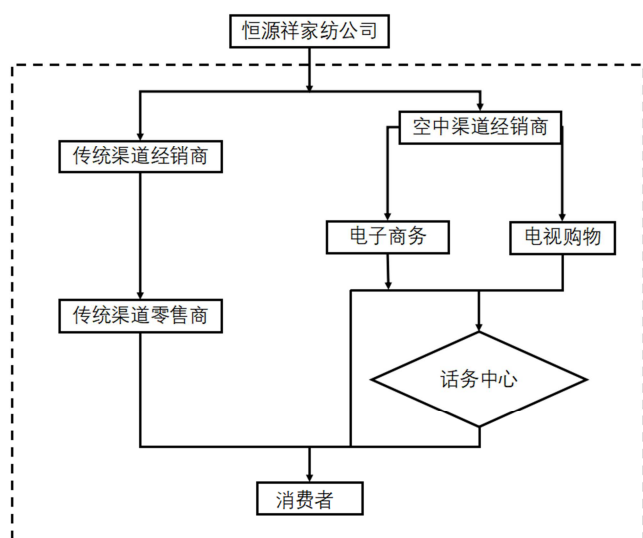 恒源祥家纺公司
空中渠道经销商
传统渠道经销商
电子商务
电视购物
传统渠道零售商
话务中心
消费者